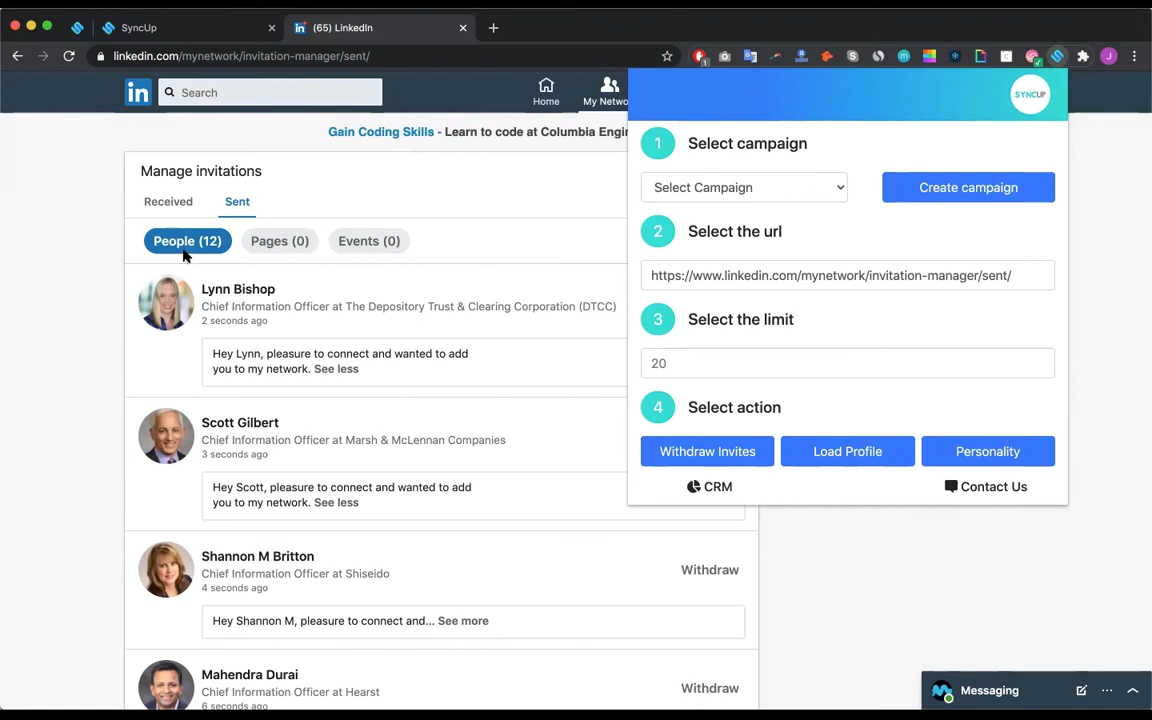 SyncUp
(65) LinkedIn
linkedin.com/mynetwork/invitation-manager/sent/
1
J
in
Search
Home
My Netwo
Gain Coding Skills - Learn to code at Columbia Engin
Manage invitations
Received
Sent
People (12)
Pages (0)
Events (0)
Lynn Bishop
Chief Information Officer at The Depository Trust & Clearing Corporation (DTCC)
2 seconds ago
Hey Lynn, pleasure to connect and wanted to add
you to my network. See less
Scott Gilbert
Chief Information Officer at Marsh & McLennan Companies
3 seconds ago
Hey Scott, pleasure to connect and wanted to add
you to my network. See less
Shannon M Britton
Chief Information Officer at Shiseido
4 seconds ago
Withdraw
Hey Shannon M, pleasure to connect and... See more
Mahendra Durai
Chief Information Officer at Hearst
6 seconds ago
Withdraw
SYNCUP
1 Select campaign
Select Campaign
Create campaign
2 Select the url
https://www.linkedin.com/mynetwork/invitation-manager/sent/
3 Select the limit
20
4 Select action
Withdraw Invites
Load Profile
Personality
CRM
Contact Us
Messaging